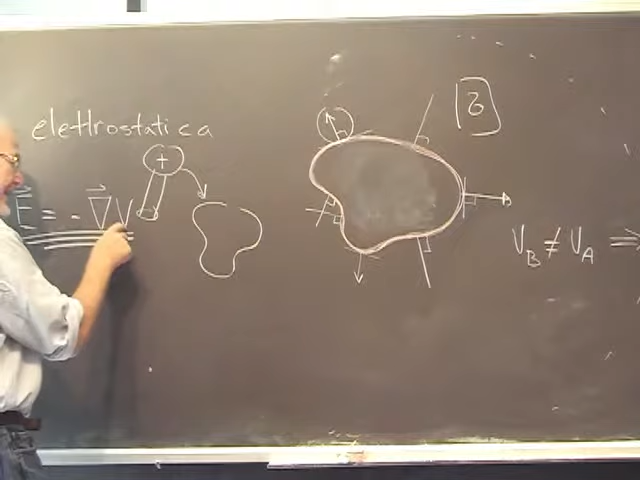 elettrostatica
E⃗ = - ∇⃗ V
+
V_B ≠ V_A ⇒